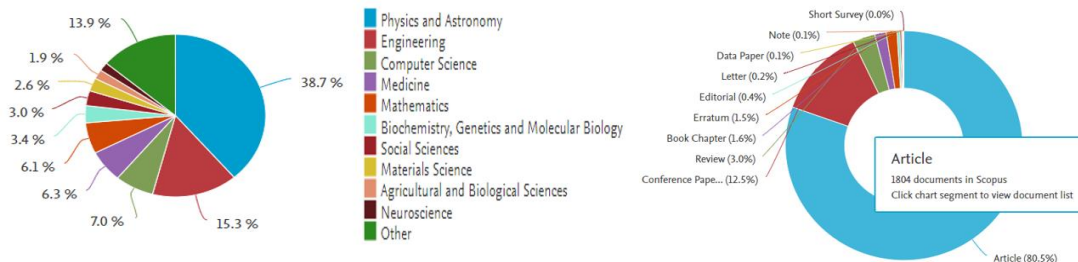 13.9 %
1.9 %
2.6 %
3.0 %
3.4 %
6.1 %
6.3 %
7.0 %
15.3 %
38.7 %
Physics and Astronomy
Engineering
Computer Science
Medicine
Mathematics
Biochemistry, Genetics and Molecular Biology
Social Sciences
Materials Science
Agricultural and Biological Sciences
Neuroscience
Other
Short Survey (0.0%)
Note (0.1%)
Data Paper (0.1%)
Letter (0.2%)
Editorial (0.4%)
Erratum (1.5%)
Book Chapter (1.6%)
Review (3.0%)
Conference Pape... (12.5%)
Article
1804 documents in Scopus
Click chart segment to view document list
Article (80.5%)